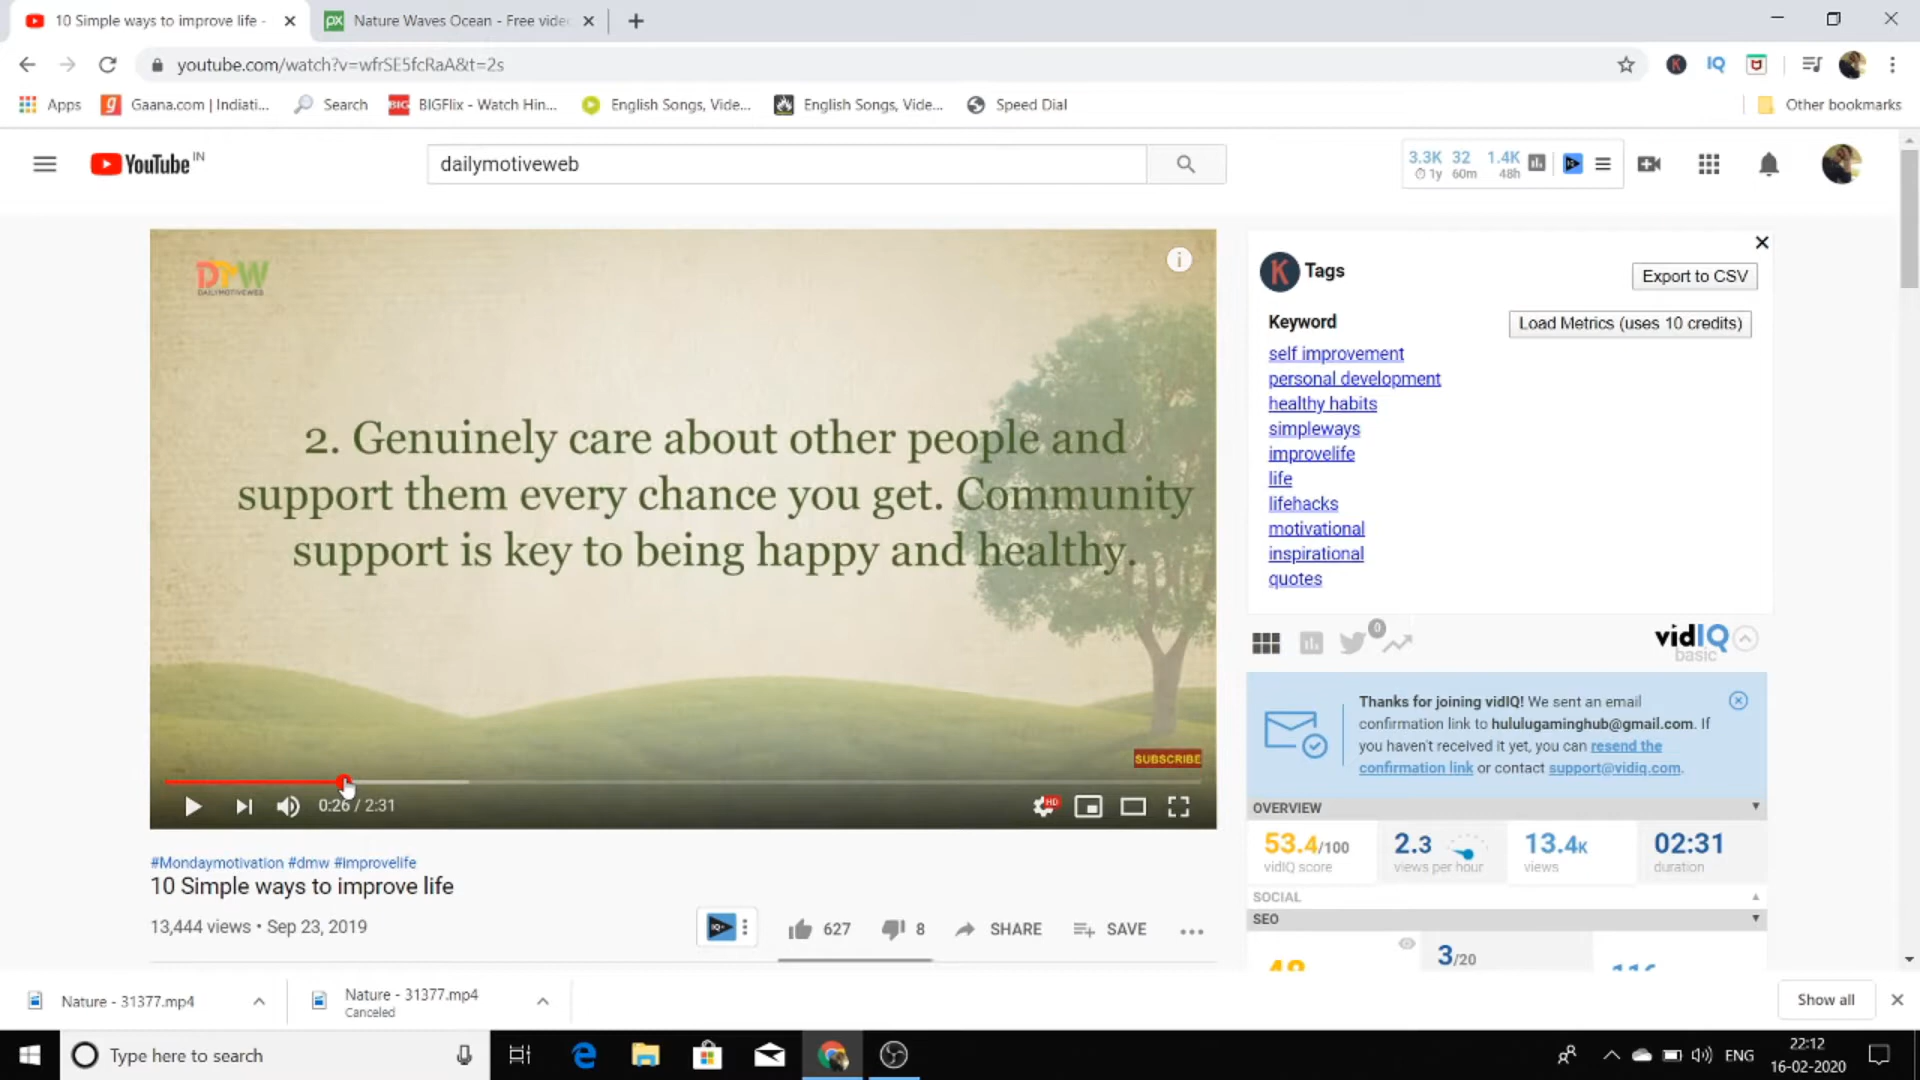 10 Simple ways to improve life -
px
Nature Waves Ocean - Free vide
youtube.com/watch?v=wfrSE5fcRaA&t=2s
K
IQ
Apps
Gaana.com | Indiati...
Search
BIG
BIGFlix - Watch Hin...
English Songs, Vide...
English Songs, Vide...
Speed Dial
Other bookmarks
YouTube IN
dailymotiveweb
3.3K 32 1.4K
1y 60m 48h
DMW
DAILYMOTIVEWEB
2. Genuinely care about other people and
support them every chance you get. Community
support is key to being happy and healthy.
SUBSCRIBE
0:26 / 2:31
HD
#Mondaymotivation #dmw #improvelife
10 Simple ways to improve life
13,444 views • Sep 23, 2019
627
8
SHARE
SAVE
K Tags
Export to CSV
Keyword
Load Metrics (uses 10 credits)
self improvement
personal development
healthy habits
simpleways
improvelife
life
lifehacks
motivational
inspirational
quotes
0
vidIQ
basic
Thanks for joining vidIQ! We sent an email
confirmation link to hululugaminghub@gmail.com. If
you haven't received it yet, you can resend the
confirmation link or contact support@vidiq.com.
OVERVIEW
53.4/100
vidIQ score
2.3
views per hour
13.4K
views
02:31
duration
SOCIAL
SEO
3/20
Nature - 31377.mp4
Nature - 31377.mp4
Canceled
Show all
Type here to search
ENG
22:12
16-02-2020